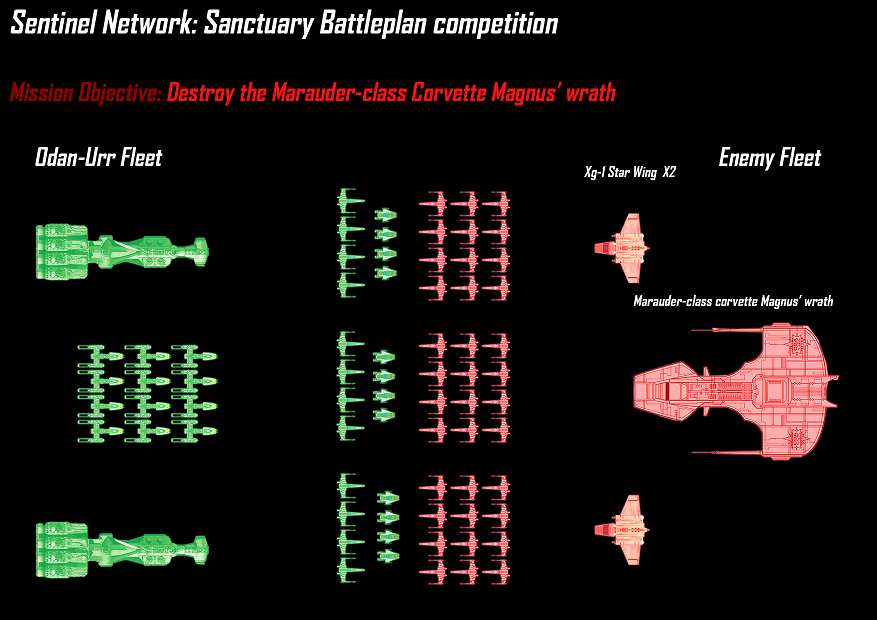 Sentinel Network: Sanctuary Battleplan competition
Mission Objective: Destroy the Marauder-class Corvette Magnus' wrath
Odan-Urr Fleet
Enemy Fleet
Xg-1 Star Wing X2
Marauder-class corvette Magnus' wrath